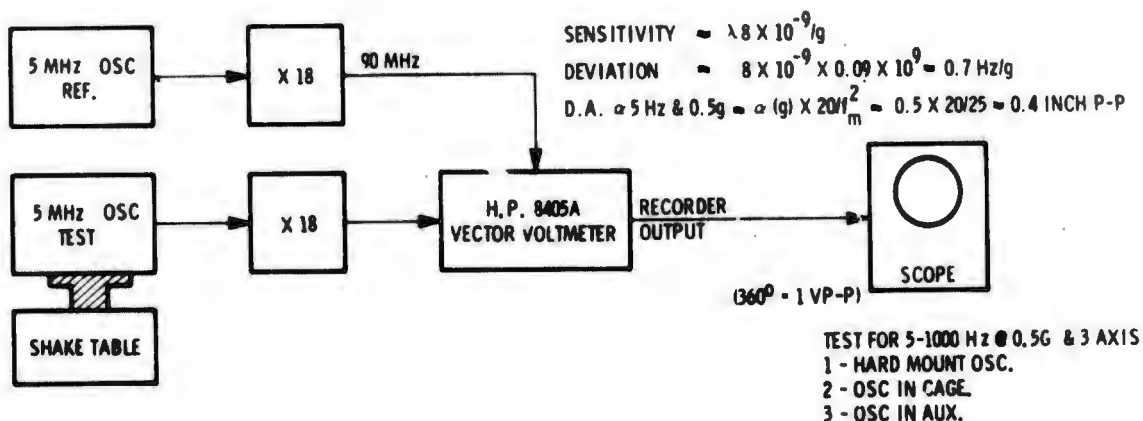 SENSITIVITY ≈ λ8 X 10⁻⁹/g
DEVIATION ≈ 8 X 10⁻⁹ X 0.09 X 10⁹ = 0.7 Hz/g
D.A. α 5 Hz & 0.5g = α (g) X 20/f²m = 0.5 X 20/25 = 0.4 INCH P-P
5 MHz OSC
REF.
X 18
90 MHz
5 MHz OSC
TEST
X 18
H.P. 8405A
VECTOR VOLTMETER
RECORDER
OUTPUT
SCOPE
(360⁰ - 1 VP-P)
SHAKE TABLE
TEST FOR 5-1000 Hz @ 0.5G & 3 AXIS
1 - HARD MOUNT OSC.
2 - OSC IN CAGE.
3 - OSC IN AUX.